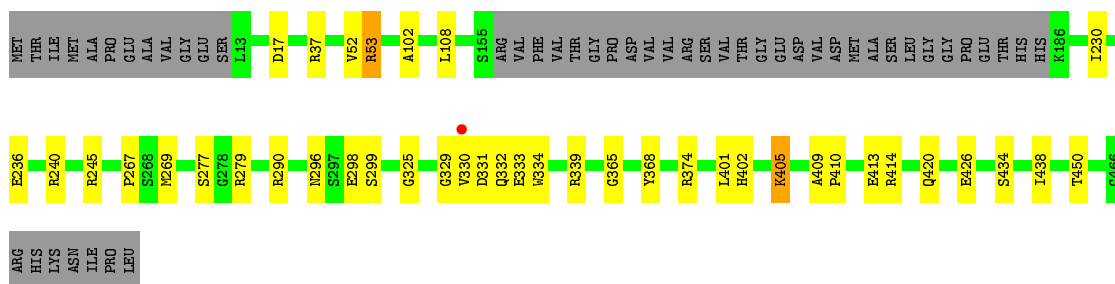 MET THR ILE MET ALA PRO GLU ALA VAL GLY GLU SER L13 D17 R37 V52 R53 A102 L108 S155 ARG VAL PHE VAL THR GLY PRO ASP VAL VAL ARG SER VAL THR GLY GLU ASP VAL ASP MET ALA SER LEU GLY GLY PRO GLU THR HIS HIS K186 I230
E236 R240 R245 P267 S268 M269 S277 G278 R279 R290 N296 S297 E298 S299 G325 G329 V330 D331 Q332 E333 W334 R339 G365 Y368 R374 L401 H402 K405 A409 P410 E413 R414 Q420 E426 S434 I438 T450
ARG HIS LYS ASN ILE PRO LEU